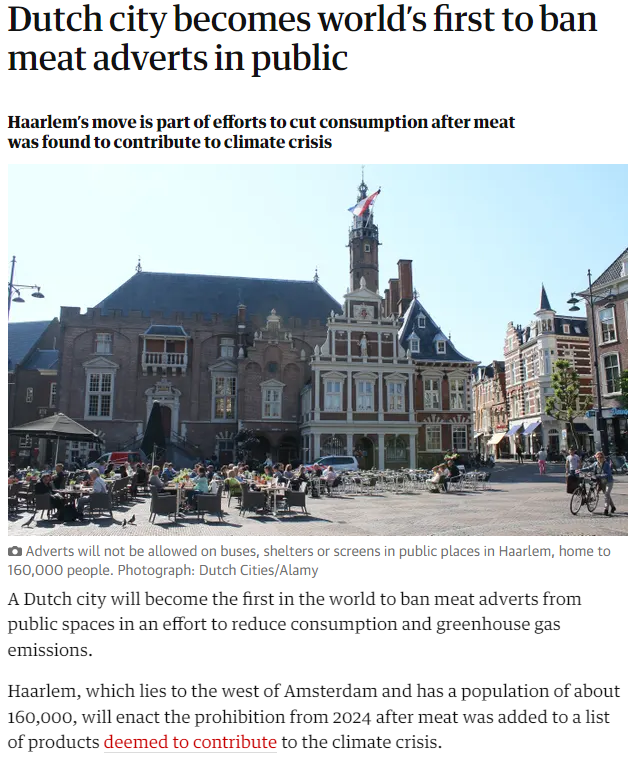 Dutch city becomes world’s first to ban
meat adverts in public
Haarlem’s move is part of efforts to cut consumption after meat
was found to contribute to climate crisis
Adverts will not be allowed on buses, shelters or screens in public places in Haarlem, home to
160,000 people. Photograph: Dutch Cities/Alamy
A Dutch city will become the first in the world to ban meat adverts from
public spaces in an effort to reduce consumption and greenhouse gas
emissions.
Haarlem, which lies to the west of Amsterdam and has a population of about
160,000, will enact the prohibition from 2024 after meat was added to a list
of products deemed to contribute to the climate crisis.